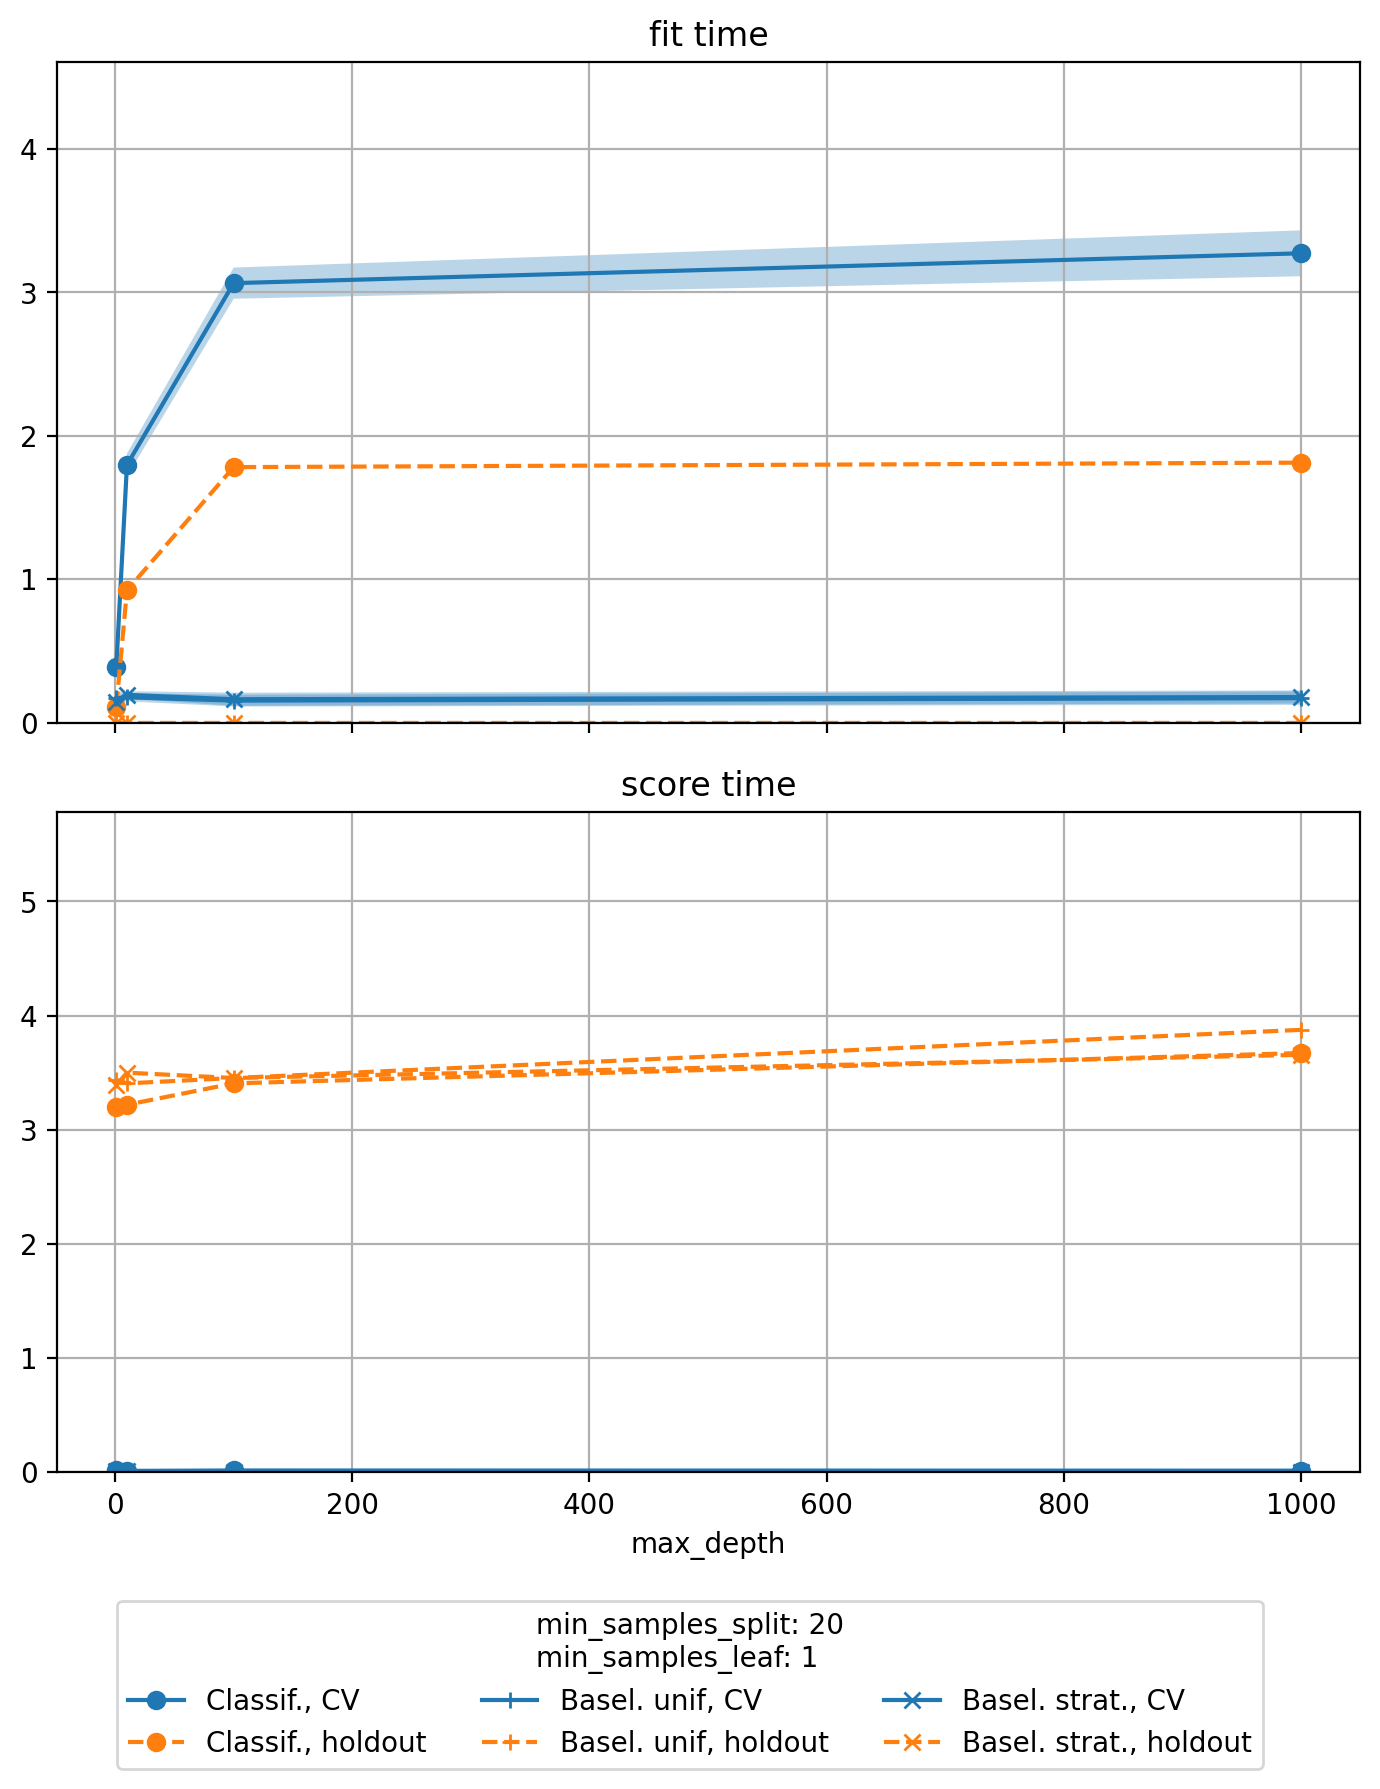 fit time
4
3
2
1
0
score time
5
4
3
2
1
0
0 200 400 600 800 1000
max_depth
min_samples_split: 20
min_samples_leaf: 1
Classif., CV Basel. unif, CV Basel. strat., CV
Classif., holdout Basel. unif, holdout Basel. strat., holdout